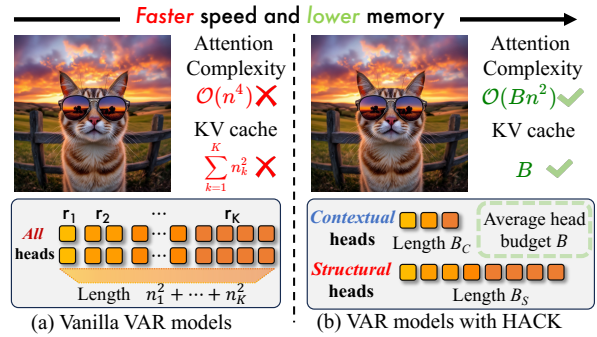 Faster speed and lower memory
Attention
Complexity
O(n⁴)
KV cache
K
∑ n²ₖ
k=1
r₁ r₂ ... r_K
All
heads
... ...
... ...
Length n²₁ + ⋯ + n²_K
(a) Vanilla VAR models
Attention
Complexity
O(Bn²)
KV cache
B
Contextual
heads
Length B_C
Average head
budget B
Structural
heads
Length B_S
(b) VAR models with HACK